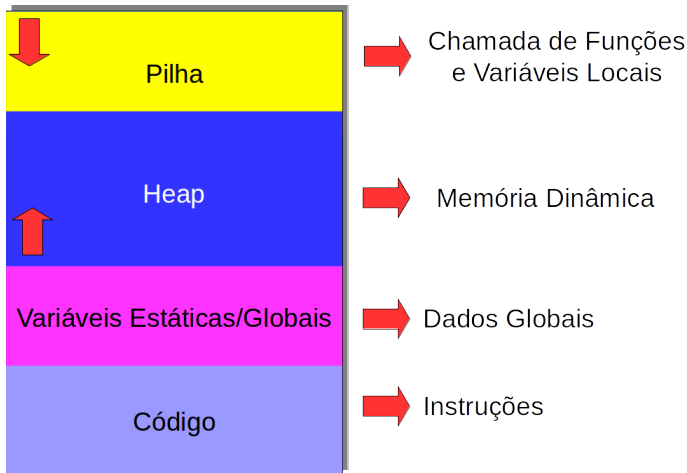 Pilha
Chamada de Funções
e Variáveis Locais
Heap
Memória Dinâmica
Variáveis Estáticas/Globais
Dados Globais
Código
Instruções